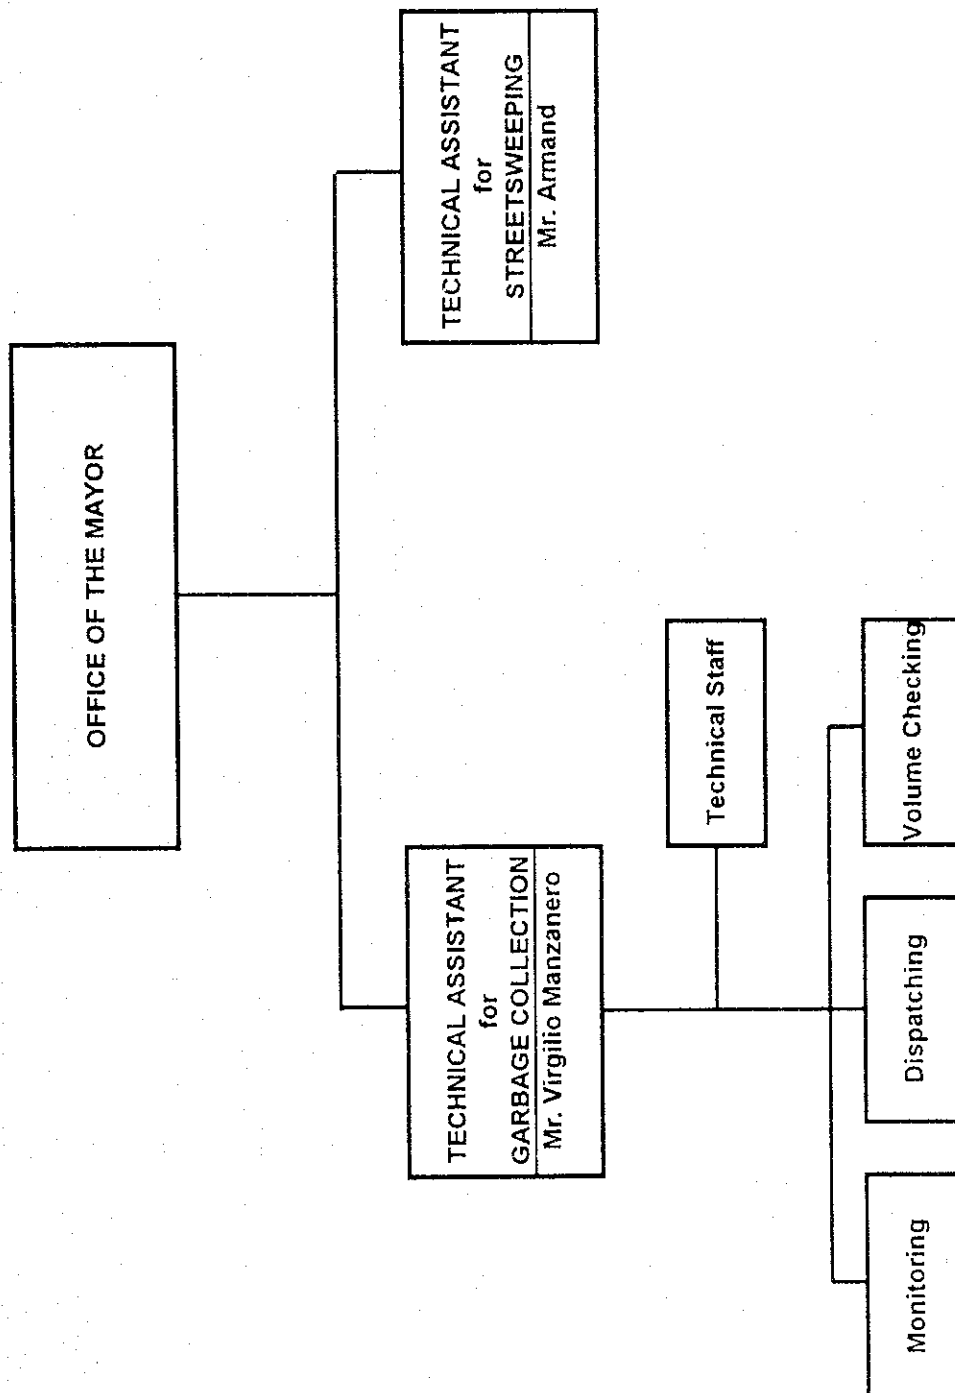 OFFICE OF THE MAYOR
TECHNICAL ASSISTANT
for
GARBAGE COLLECTION
Mr. Virgilio Manzanero
TECHNICAL ASSISTANT
for
STREETSWEEPING
Mr. Armand
Technical Staff
Monitoring
Dispatching
Volume Checking